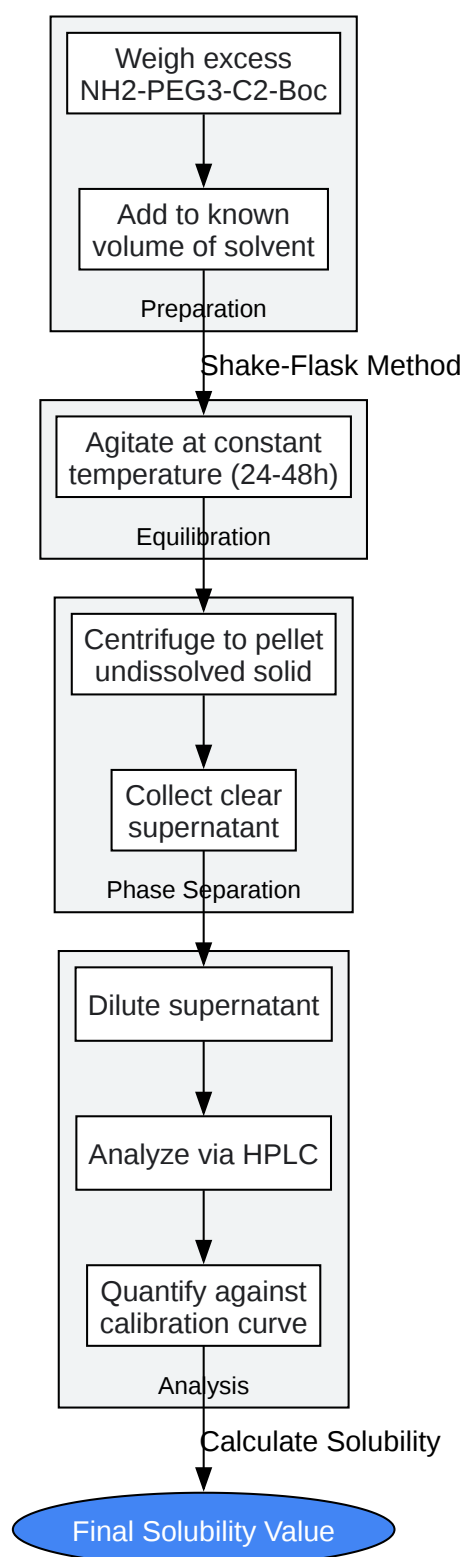 Weigh excess
NH2-PEG3-C2-Boc
Add to known
volume of solvent
Preparation
Shake-Flask Method
Agitate at constant
temperature (24-48h)
Equilibration
Centrifuge to pellet
undissolved solid
Collect clear
supernatant
Phase Separation
Dilute supernatant
Analyze via HPLC
Quantify against
calibration curve
Analysis
Calculate Solubility
Final Solubility Value